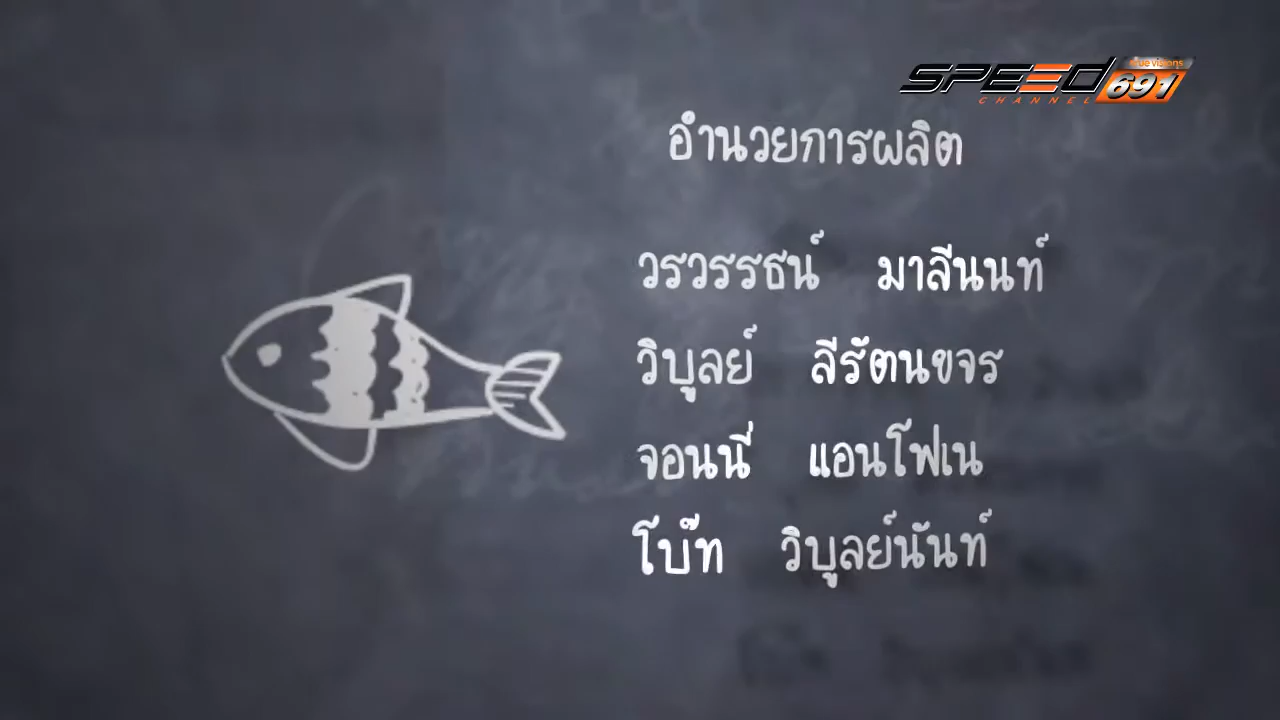 SPEED
CHANNEL
true visions
691
อำนวยการผลิต
วรวรรธน์ มาลีนนท์
วิบูลย์ ลีรัตนขจร
จอนนี่ แอนโฟเน
โบ๊ท วิบูลย์นันท์